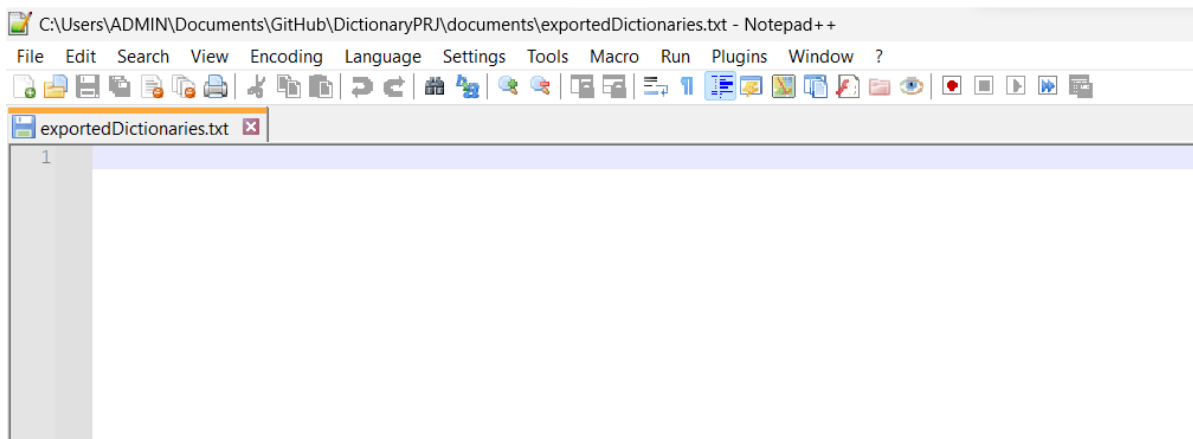 C:\Users\ADMIN\Documents\GitHub\DictionaryPRJ\documents\exportedDictionaries.txt - Notepad++
File Edit Search View Encoding Language Settings Tools Macro Run Plugins Window ?
exportedDictionaries.txt
1